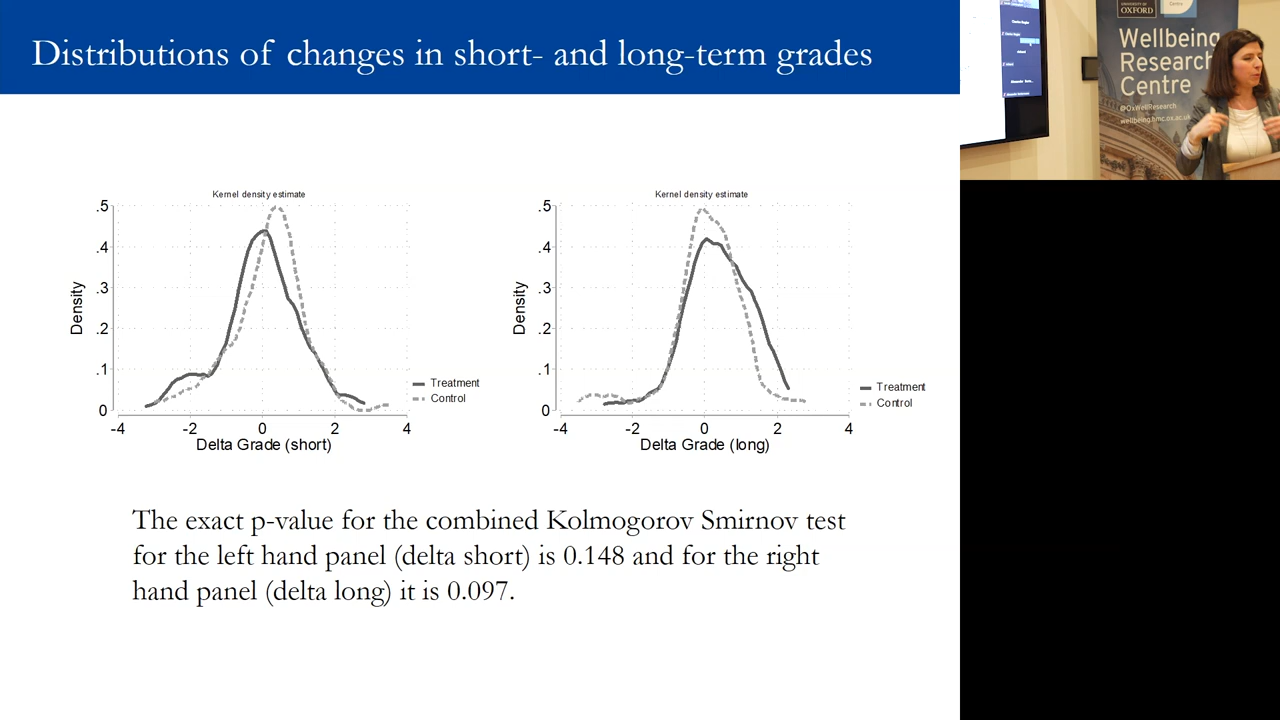 Distributions of changes in short- and long-term grades
UNIVERSITY OF
OXFORD
Centre
Wellbeing
Research
Centre
@OxWellResearch
wellbeing.hmc.ox.ac.uk
Kernel density estimate
.5
.4
.3
.2
.1
0
Density
-4 -2 0 2 4
Delta Grade (short)
Treatment
Control
Kernel density estimate
.5
.4
.3
.2
.1
0
Density
-4 -2 0 2 4
Delta Grade (long)
Treatment
Control
The exact p-value for the combined Kolmogorov Smirnov test
for the left hand panel (delta short) is 0.148 and for the right
hand panel (delta long) it is 0.097.